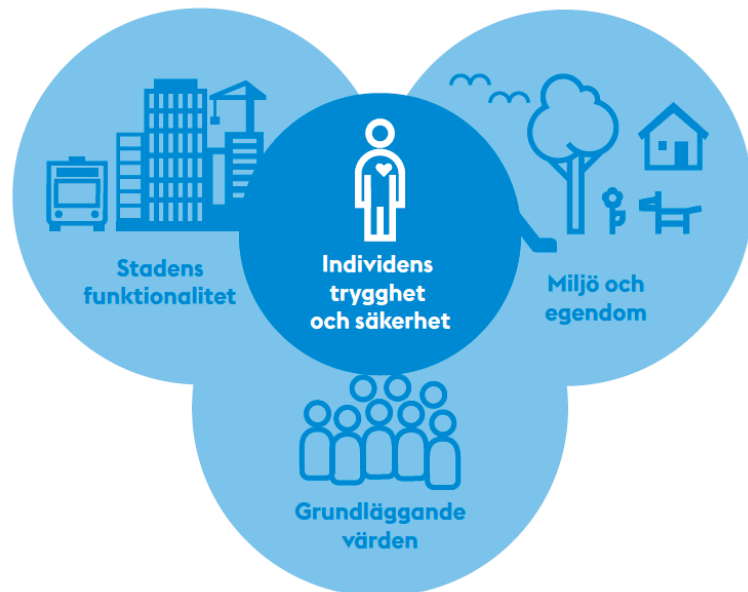 Stadens
funktionalitet
Individens
trygghet
och säkerhet
Miljö och
egendom
Grundläggande
värden